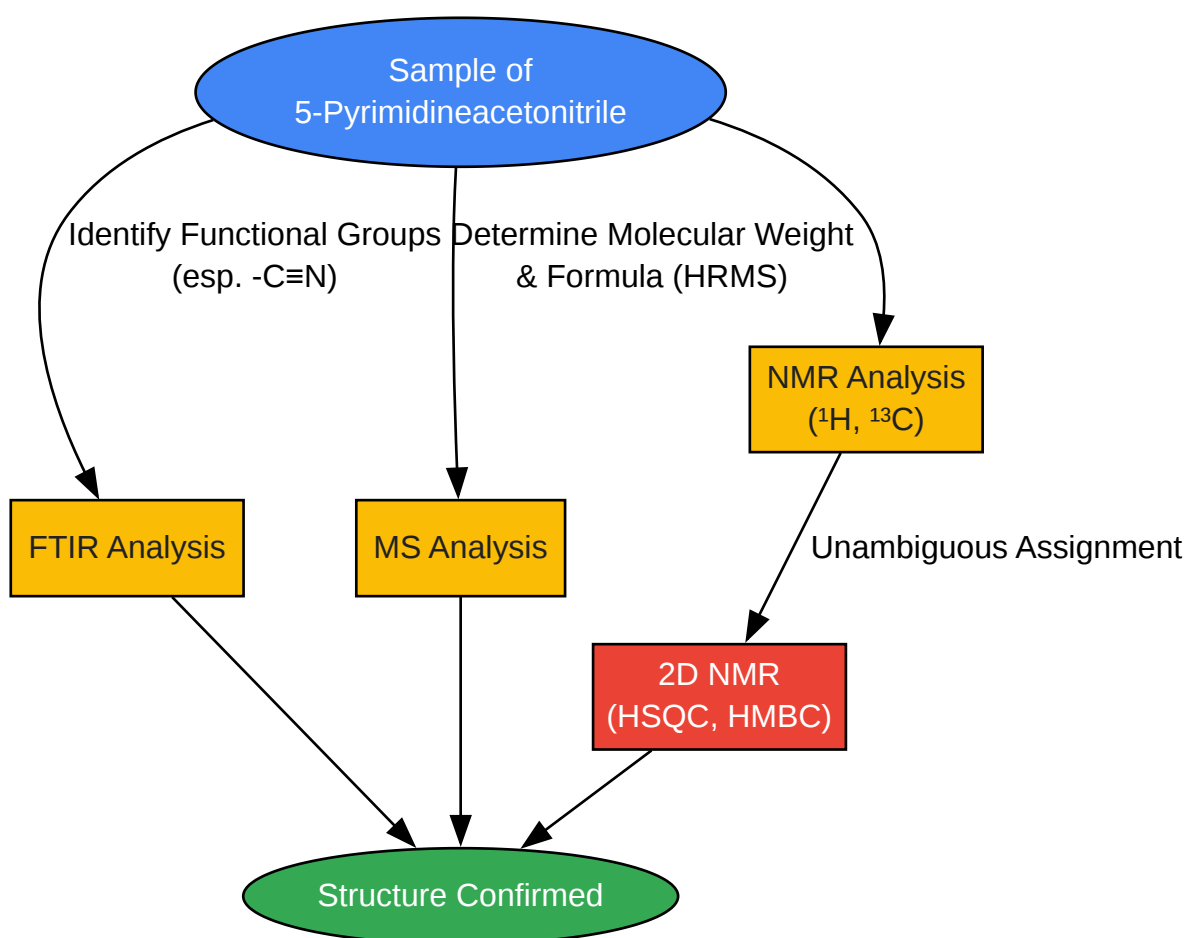 Sample of
5-Pyrimidineacetonitrile
Identify Functional Groups
(esp. -C≡N)
Determine Molecular Weight
& Formula (HRMS)
NMR Analysis
(¹H, ¹³C)
FTIR Analysis
MS Analysis
Unambiguous Assignment
2D NMR
(HSQC, HMBC)
Structure Confirmed